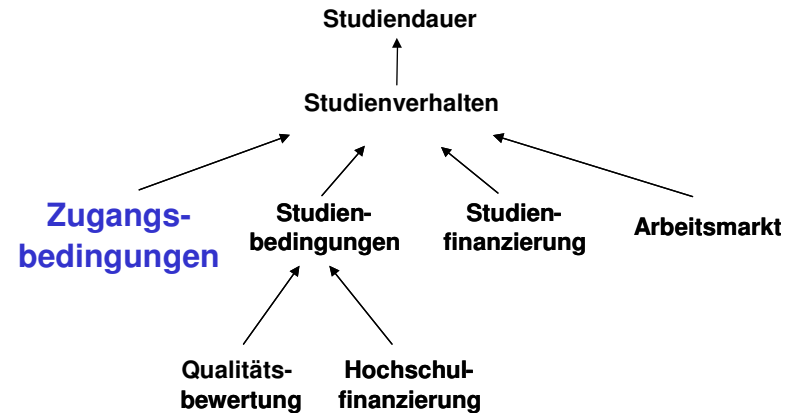 Studiendauer
Studienverhalten
Zugangs-
bedingungen
Studien-
bedingungen
Studien-
finanzierung
Arbeitsmarkt
Qualitäts-
bewertung
Hochschul-
finanzierung